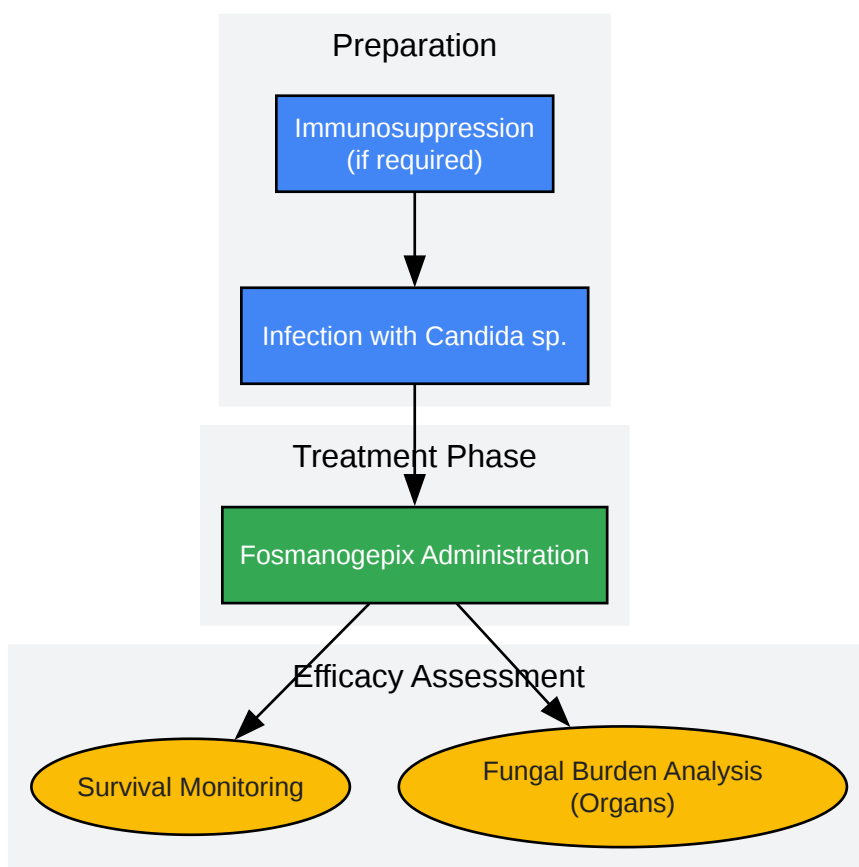 Preparation
Immunosuppression
(if required)
Infection with Candida sp.
Treatment Phase
Fosmanogepix Administration
Efficacy Assessment
Survival Monitoring
Fungal Burden Analysis
(Organs)